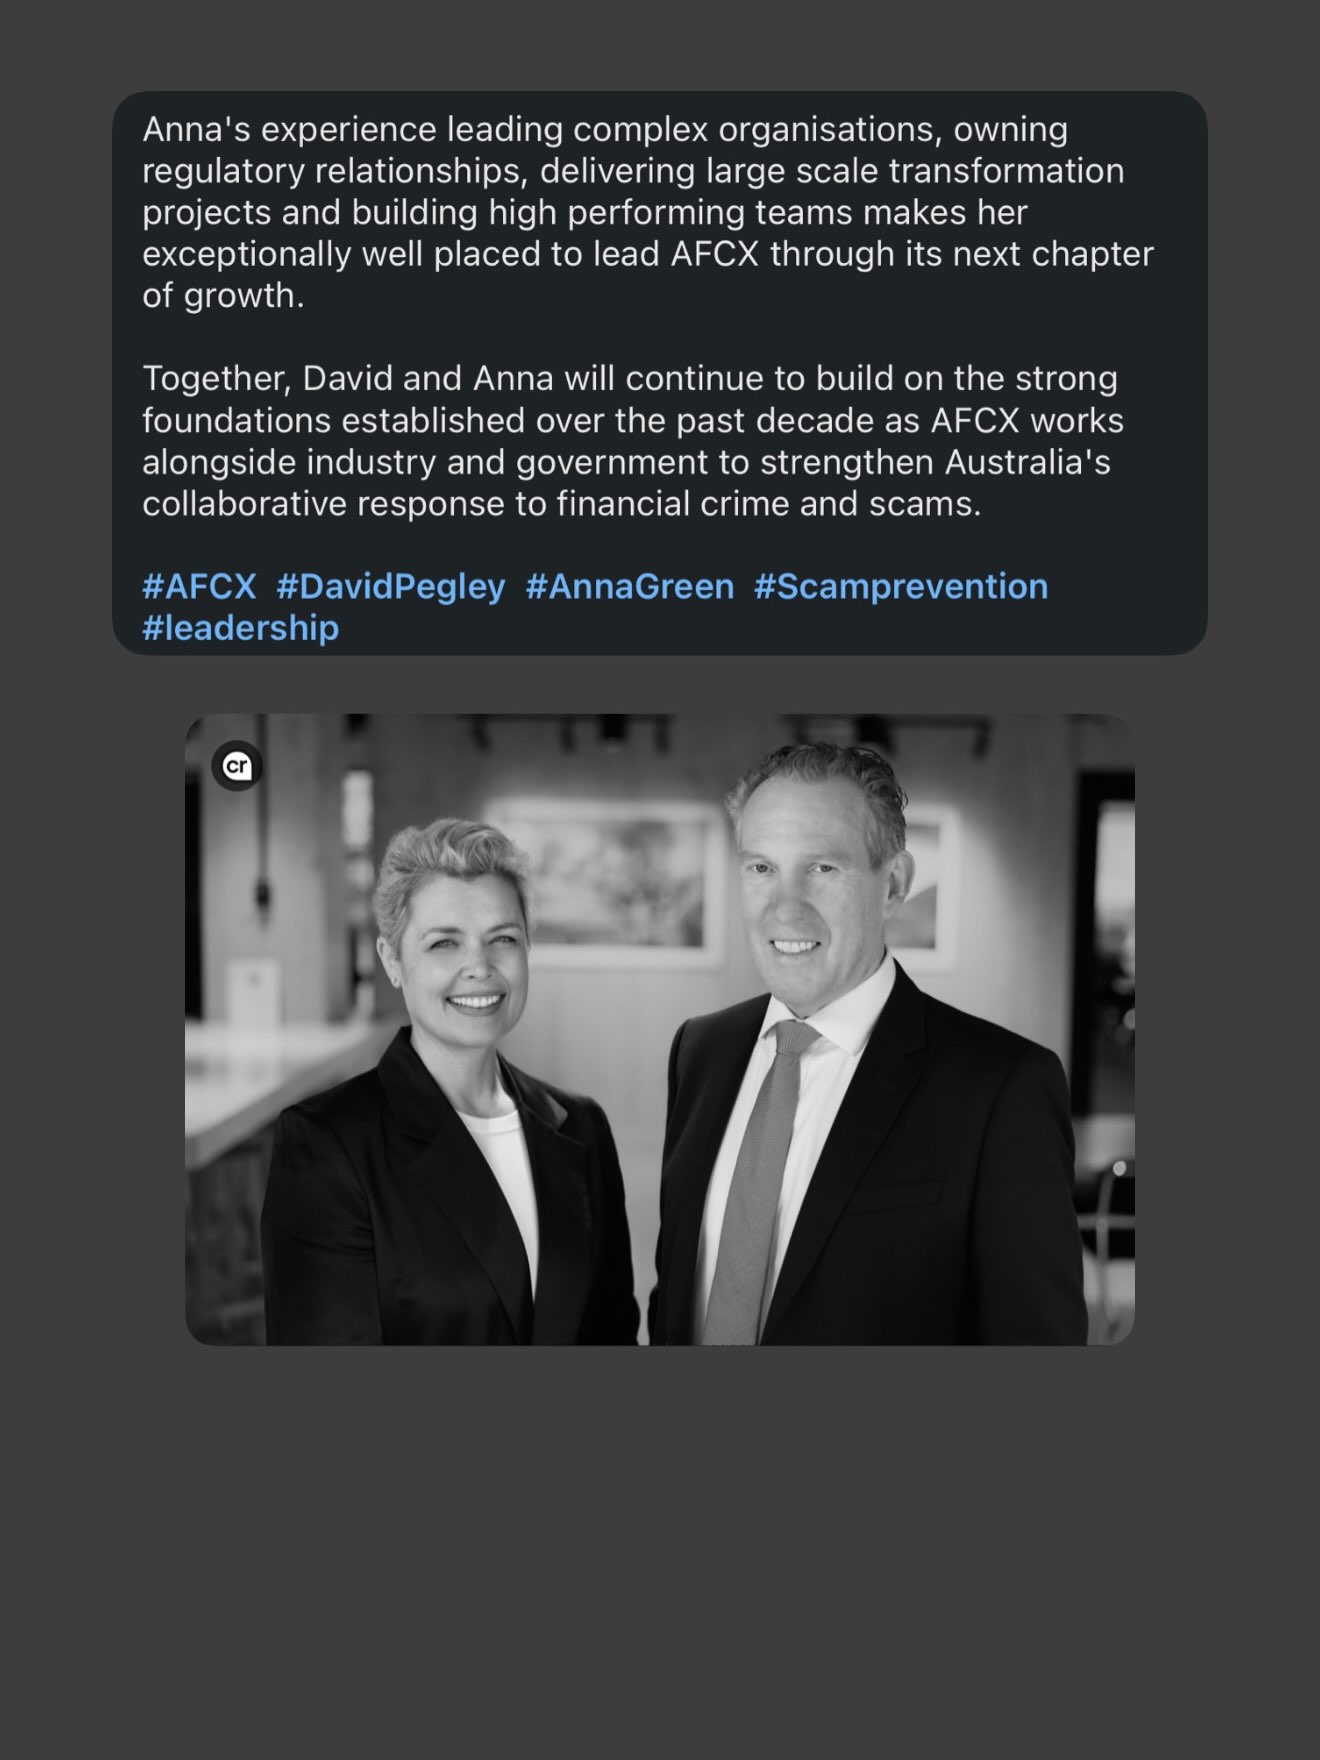 Anna's experience leading complex organisations, owning
regulatory relationships, delivering large scale transformation
projects and building high performing teams makes her
exceptionally well placed to lead AFCX through its next chapter
of growth.
Together, David and Anna will continue to build on the strong
foundations established over the past decade as AFCX works
alongside industry and government to strengthen Australia's
collaborative response to financial crime and scams.
#AFCX #DavidPegley #AnnaGreen #Scamprevention
#leadership
cr